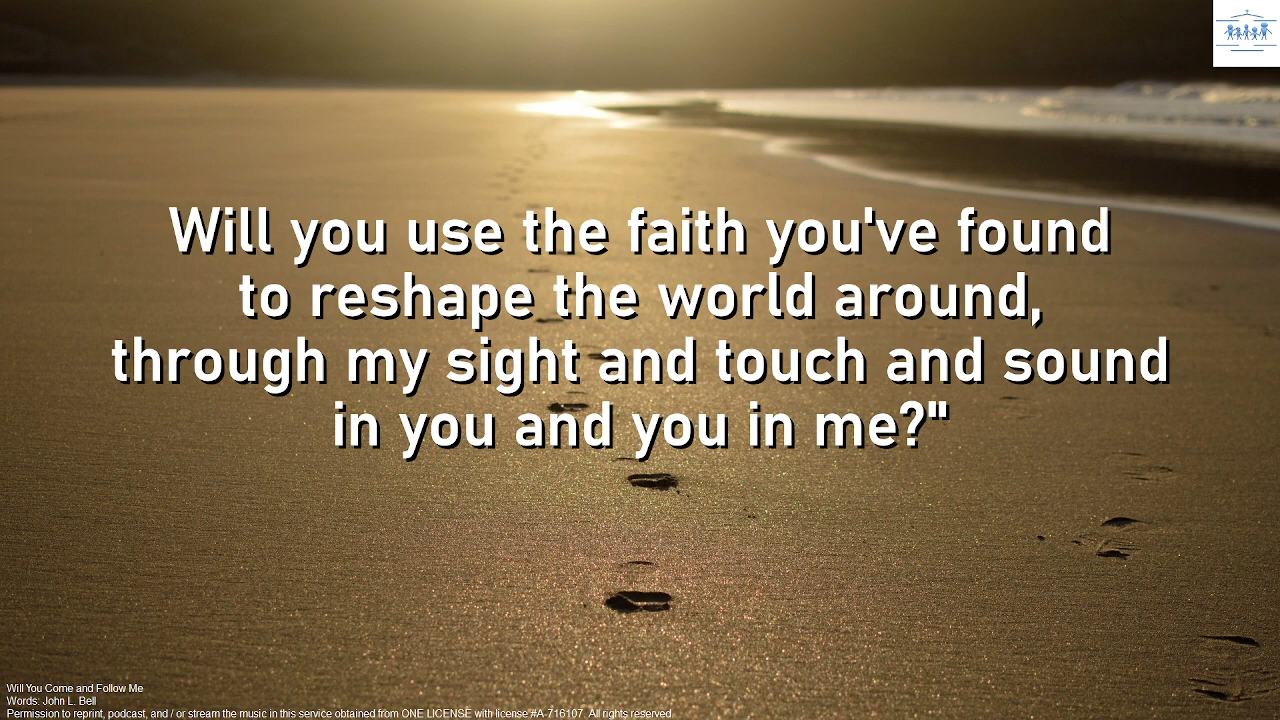 Will you use the faith you've found
to reshape the world around,
through my sight and touch and sound
in you and you in me?"
Will You Come and Follow Me
Words: John L. Bell
Permission to reprint, podcast, and / or stream the music in this service obtained from ONE LICENSE with license #A-716107. All rights reserved.